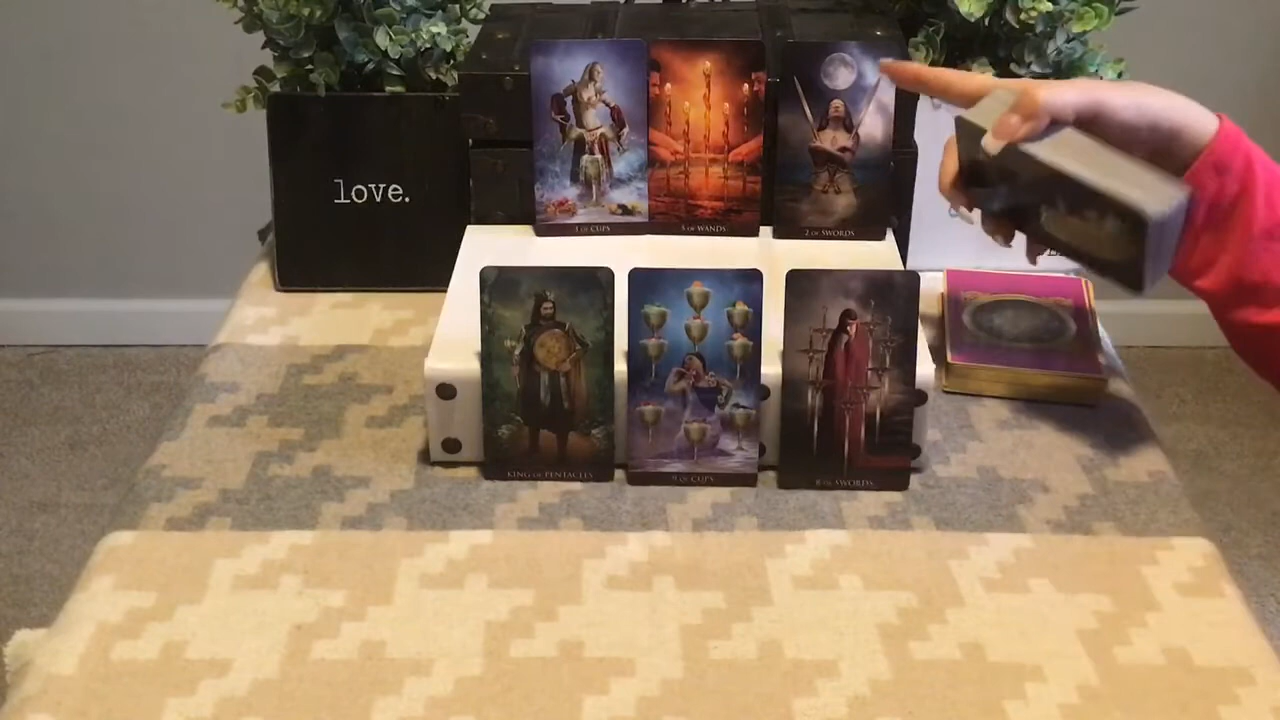 love.
3 OF CUPS
5 OF WANDS
2 OF SWORDS
KING OF PENTACLES
9 OF CUPS
8 OF SWORDS